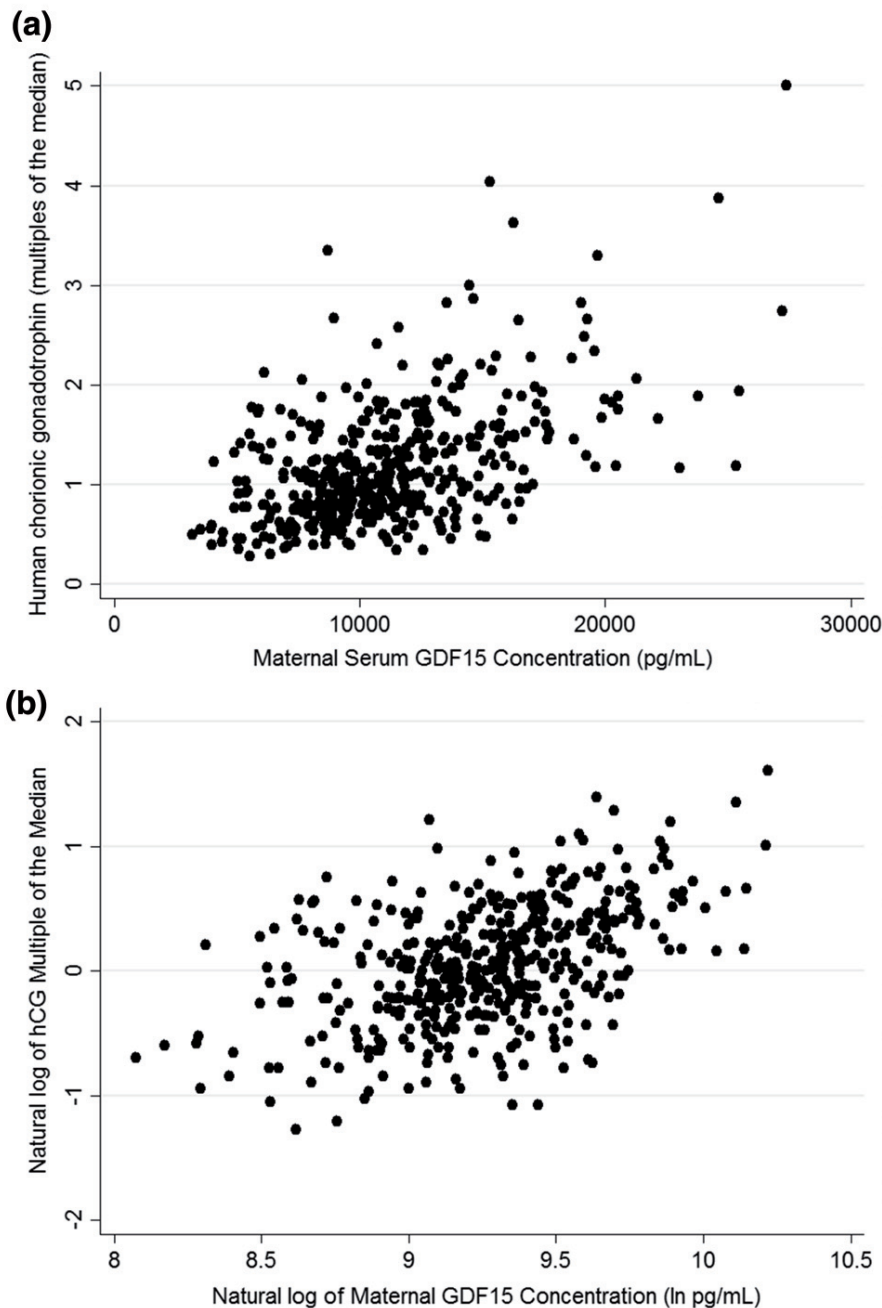 (a)
Human chorionic gonadotrophin (multiples of the median)
5
4
3
2
1
0
0 10000 20000 30000
Maternal Serum GDF15 Concentration (pg/mL)
(b)
Natural log of hCG Multiple of the Median
2
1
0
-1
-2
8 8.5 9 9.5 10 10.5
Natural log of Maternal GDF15 Concentration (ln pg/mL)